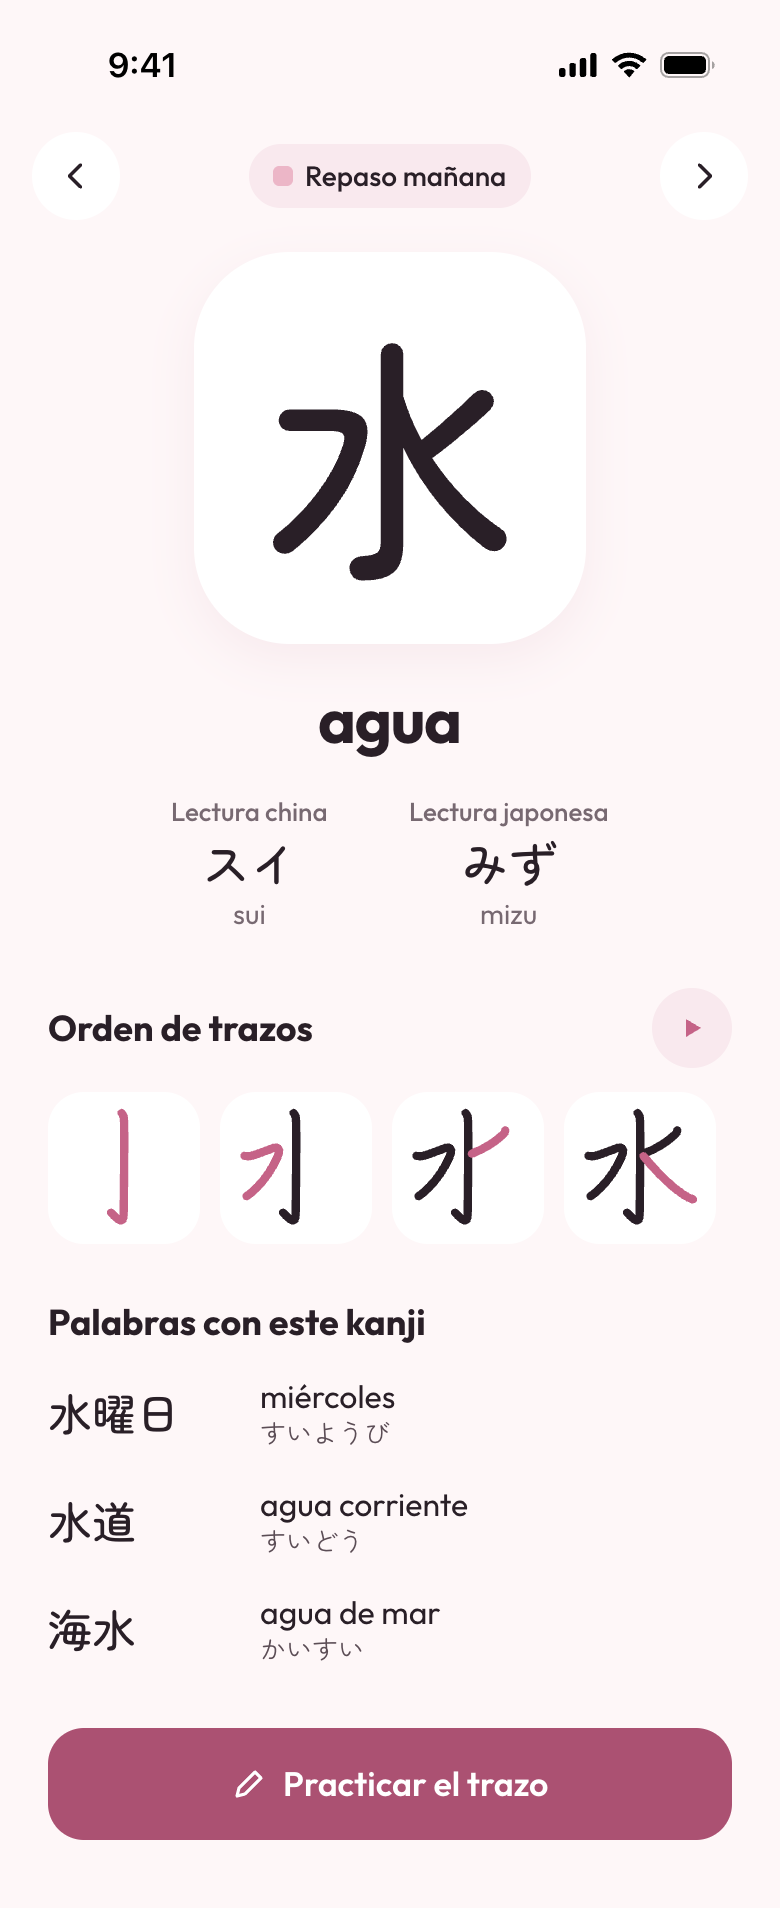 9:41
Repaso mañana
水
agua
Lectura china
スイ
sui
Lectura japonesa
みず
mizu
Orden de trazos
水
Palabras con este kanji
水曜日
miércoles
すいようび
水道
agua corriente
すいどう
海水
agua de mar
かいすい
Practicar el trazo